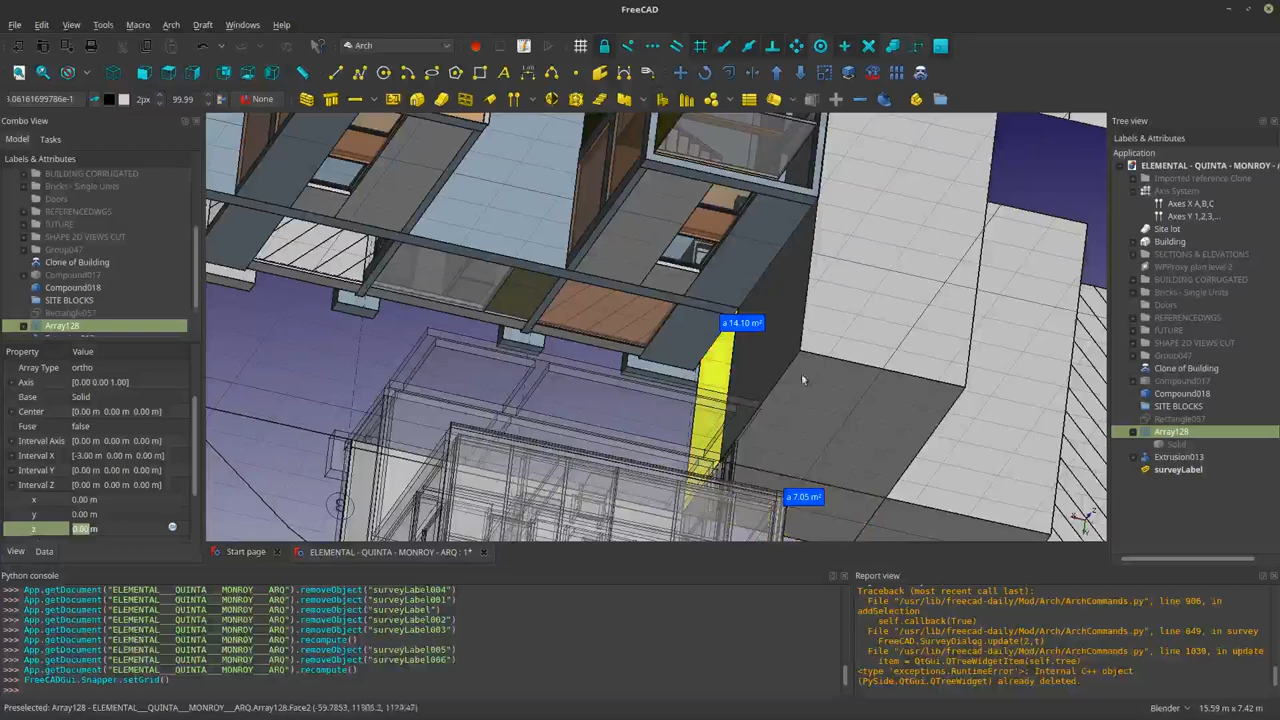 FreeCAD
File Edit View Tools Macro Arch Draft Windows Help
Arch
3.06161699786e-1 2px 99.99 None
Combo View
Model Tasks
Labels & Attributes
BUILDING CORRUGATED
Bricks - Single Units
Doors
REFERENCEDWGS
fUTURE
SHAPE 2D VIEWS CUT
Group047
Clone of Building
Compound017
Compound018
SITE BLOCKS
Rectangle057
Array128
Property Value
Array Type ortho
Axis [0.00 0.00 1.00]
Base Solid
Center [0.00 m 0.00 m 0.00 m]
Fuse false
Interval Axis [0.00 m 0.00 m 0.00 m]
Interval X [-3.00 m 0.00 m 0.00 m]
Interval Y [0.00 m 0.00 m 0.00 m]
Interval Z [0.00 m 0.00 m 0.00 m]
x 0.00 m
y 0.00 m
z 0.00 m
View Data
a 14.10 m²
a 7.05 m²
Start page ELEMENTAL - QUINTA - MONROY - ARQ : 1*
Tree view
Labels & Attributes
Application
ELEMENTAL - QUINTA - MONROY -
Imported reference Clone
Axis System
Axes X A,B,C
Axes Y 1,2,3,...
Site lot
Building
SECTIONS & ELEVATIONS
WPProxy plan level 2
BUILDING CORRUGATED
Bricks - Single Units
Doors
REFERENCEDWGS
fUTURE
SHAPE 2D VIEWS CUT
Group047
Clone of Building
Compound017
Compound018
SITE BLOCKS
Rectangle057
Array128
Solid
Extrusion013
surveyLabel
Python console
>>> App.getDocument("ELEMENTAL___QUINTA___MONROY___ARQ").removeObject("surveyLabel004")
>>> App.getDocument("ELEMENTAL___QUINTA___MONROY___ARQ").removeObject("surveyLabel001")
>>> App.getDocument("ELEMENTAL___QUINTA___MONROY___ARQ").removeObject("surveyLabel")
>>> App.getDocument("ELEMENTAL___QUINTA___MONROY___ARQ").removeObject("surveyLabel002")
>>> App.getDocument("ELEMENTAL___QUINTA___MONROY___ARQ").removeObject("surveyLabel003")
>>> App.getDocument("ELEMENTAL___QUINTA___MONROY___ARQ").recompute()
>>> App.getDocument("ELEMENTAL___QUINTA___MONROY___ARQ").removeObject("surveyLabel005")
>>> App.getDocument("ELEMENTAL___QUINTA___MONROY___ARQ").removeObject("surveyLabel006")
>>> App.getDocument("ELEMENTAL___QUINTA___MONROY___ARQ").recompute()
>>> FreeCADGui.Snapper.setGrid()
>>>
Report view
Traceback (most recent call last):
File "/usr/lib/freecad-daily/Mod/Arch/ArchCommands.py", line 906, in
addSelection
self.callback(True)
File "/usr/lib/freecad-daily/Mod/Arch/ArchCommands.py", line 849, in survey
FreeCAD.SurveyDialog.update(2,t)
File "/usr/lib/freecad-daily/Mod/Arch/ArchCommands.py", line 1030, in update
item = QtGui.QTreeWidgetItem(self.tree)
<type 'exceptions.RuntimeError'>: Internal C++ object
(PySide.QtGui.QTreeWidget) already deleted.
Preselected: Array128 - ELEMENTAL___QUINTA___MONROY___ARQ.Array128.Face2
Blender 15.59 m x 7.42 m